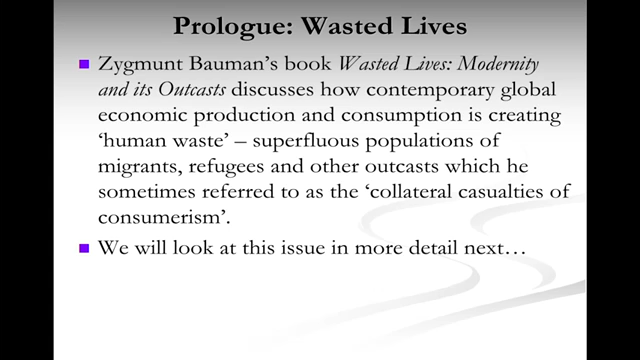 Prologue: Wasted Lives
Zygmunt Bauman's book Wasted Lives: Modernity
and its Outcasts discusses how contemporary global
economic production and consumption is creating
'human waste' – superfluous populations of
migrants, refugees and other outcasts which he
sometimes referred to as the 'collateral casualties of
consumerism'.
We will look at this issue in more detail next…